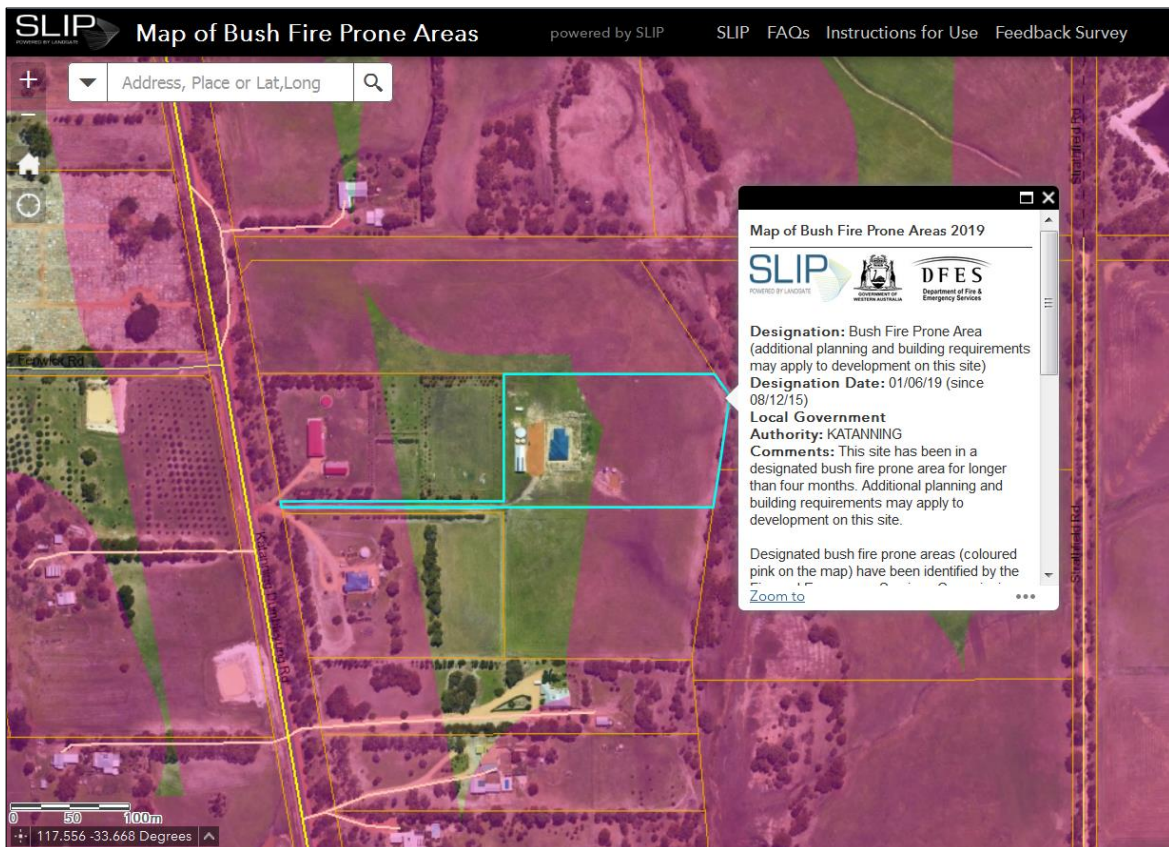 SLIP
POWERED BY LANDGATE
Map of Bush Fire Prone Areas
powered by SLIP
SLIP FAQs Instructions for Use Feedback Survey
+
Address, Place or Lat,Long
−
Map of Bush Fire Prone Areas 2019
SLIP
POWERED BY LANDGATE
GOVERNMENT OF
WESTERN AUSTRALIA
DFES
Department of Fire &
Emergency Services
Designation: Bush Fire Prone Area
(additional planning and building requirements
may apply to development on this site)
Designation Date: 01/06/19 (since
08/12/15)
Local Government
Authority: KATANNING
Comments: This site has been in a
designated bush fire prone area for longer
than four months. Additional planning and
building requirements may apply to
development on this site.
Designated bush fire prone areas (coloured
pink on the map) have been identified by the
Zoom to
Fenwick Rd
Rd
Rd
0 50 100m
117.556 -33.668 Degrees